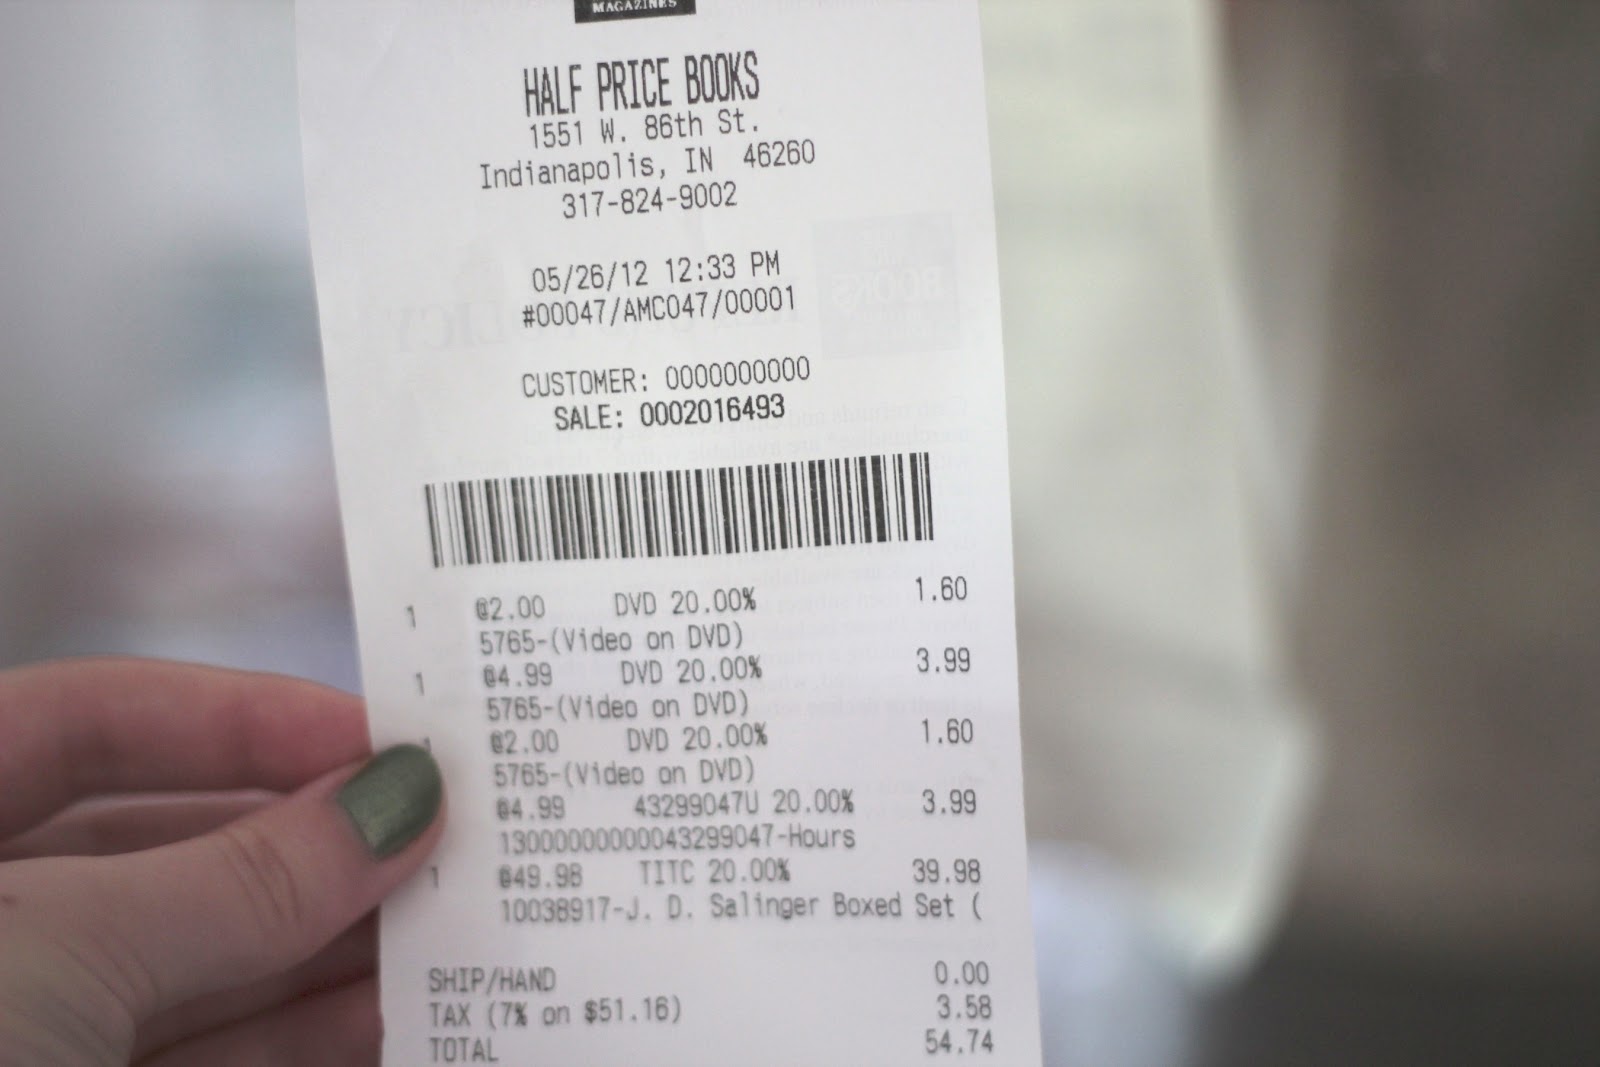 MAGAZINES
HALF PRICE BOOKS
1551 W. 86th St.
Indianapolis, IN 46260
317-824-9002
05/26/12 12:33 PM
#00047/AMC047/00001
CUSTOMER: 0000000000
SALE: 0002016493
1 @2.00 DVD 20.00% 1.60
5765-(Video on DVD)
1 @4.99 DVD 20.00% 3.99
5765-(Video on DVD)
1 @2.00 DVD 20.00% 1.60
5765-(Video on DVD)
@4.99 43299047U 20.00% 3.99
13000000000043299047-Hours
1 @49.98 TITC 20.00% 39.98
10038917-J. D. Salinger Boxed Set (
SHIP/HAND 0.00
TAX (7% on $51.16) 3.58
TOTAL 54.74